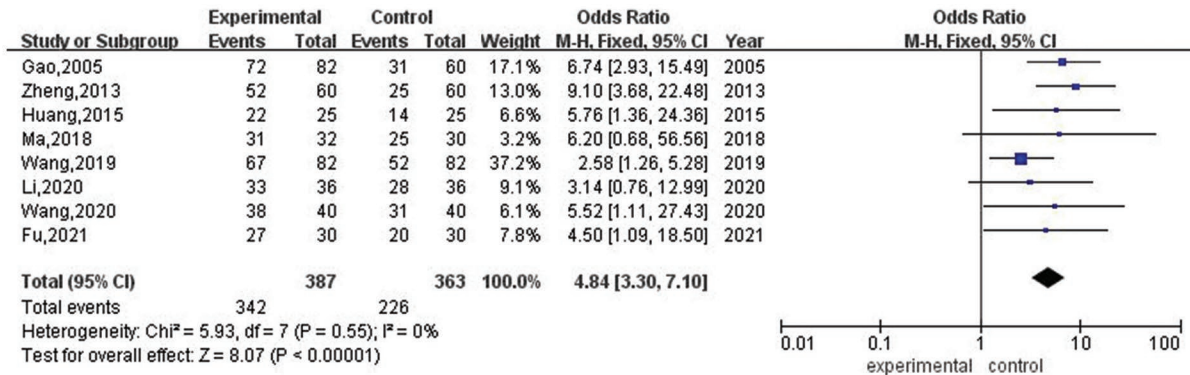 Experimental Control Odds Ratio Odds Ratio
Study or Subgroup Events Total Events Total Weight M-H, Fixed, 95% CI Year M-H, Fixed, 95% CI
Gao,2005 72 82 31 60 17.1% 6.74 [2.93, 15.49] 2005
Zheng,2013 52 60 25 60 13.0% 9.10 [3.68, 22.48] 2013
Huang,2015 22 25 14 25 6.6% 5.76 [1.36, 24.36] 2015
Ma,2018 31 32 25 30 3.2% 6.20 [0.68, 56.56] 2018
Wang,2019 67 82 52 82 37.2% 2.58 [1.26, 5.28] 2019
Li,2020 33 36 28 36 9.1% 3.14 [0.76, 12.99] 2020
Wang,2020 38 40 31 40 6.1% 5.52 [1.11, 27.43] 2020
Fu,2021 27 30 20 30 7.8% 4.50 [1.09, 18.50] 2021
Total (95% CI) 387 363 100.0% 4.84 [3.30, 7.10]
Total events 342 226
Heterogeneity: Chi² = 5.93, df = 7 (P = 0.55); I² = 0%
Test for overall effect: Z = 8.07 (P < 0.00001)
0.01 0.1 1 10 100
experimental control